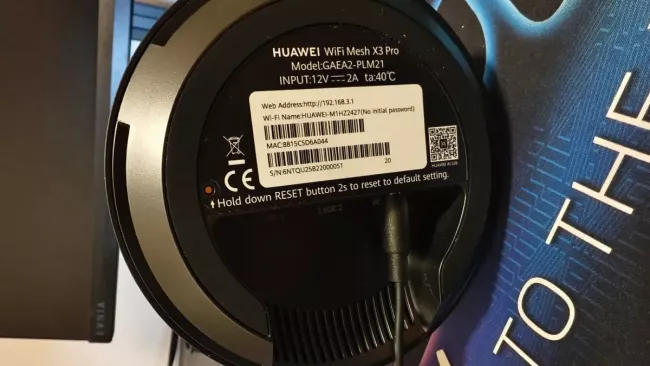 HUAWEI WiFi Mesh X3 Pro
Model:GAEA2-PLM21
INPUT:12V⎓2A ta:40℃
Web Address:http://192.168.3.1
Wi-Fi Name:HUAWEI-M1HZ2427(No initial password)
MAC:B815C5D6A044
S/N:6NTQU25B22000051 20
CE
Hold down RESET button 2s to reset to default setting.
EVNIA
TO THE